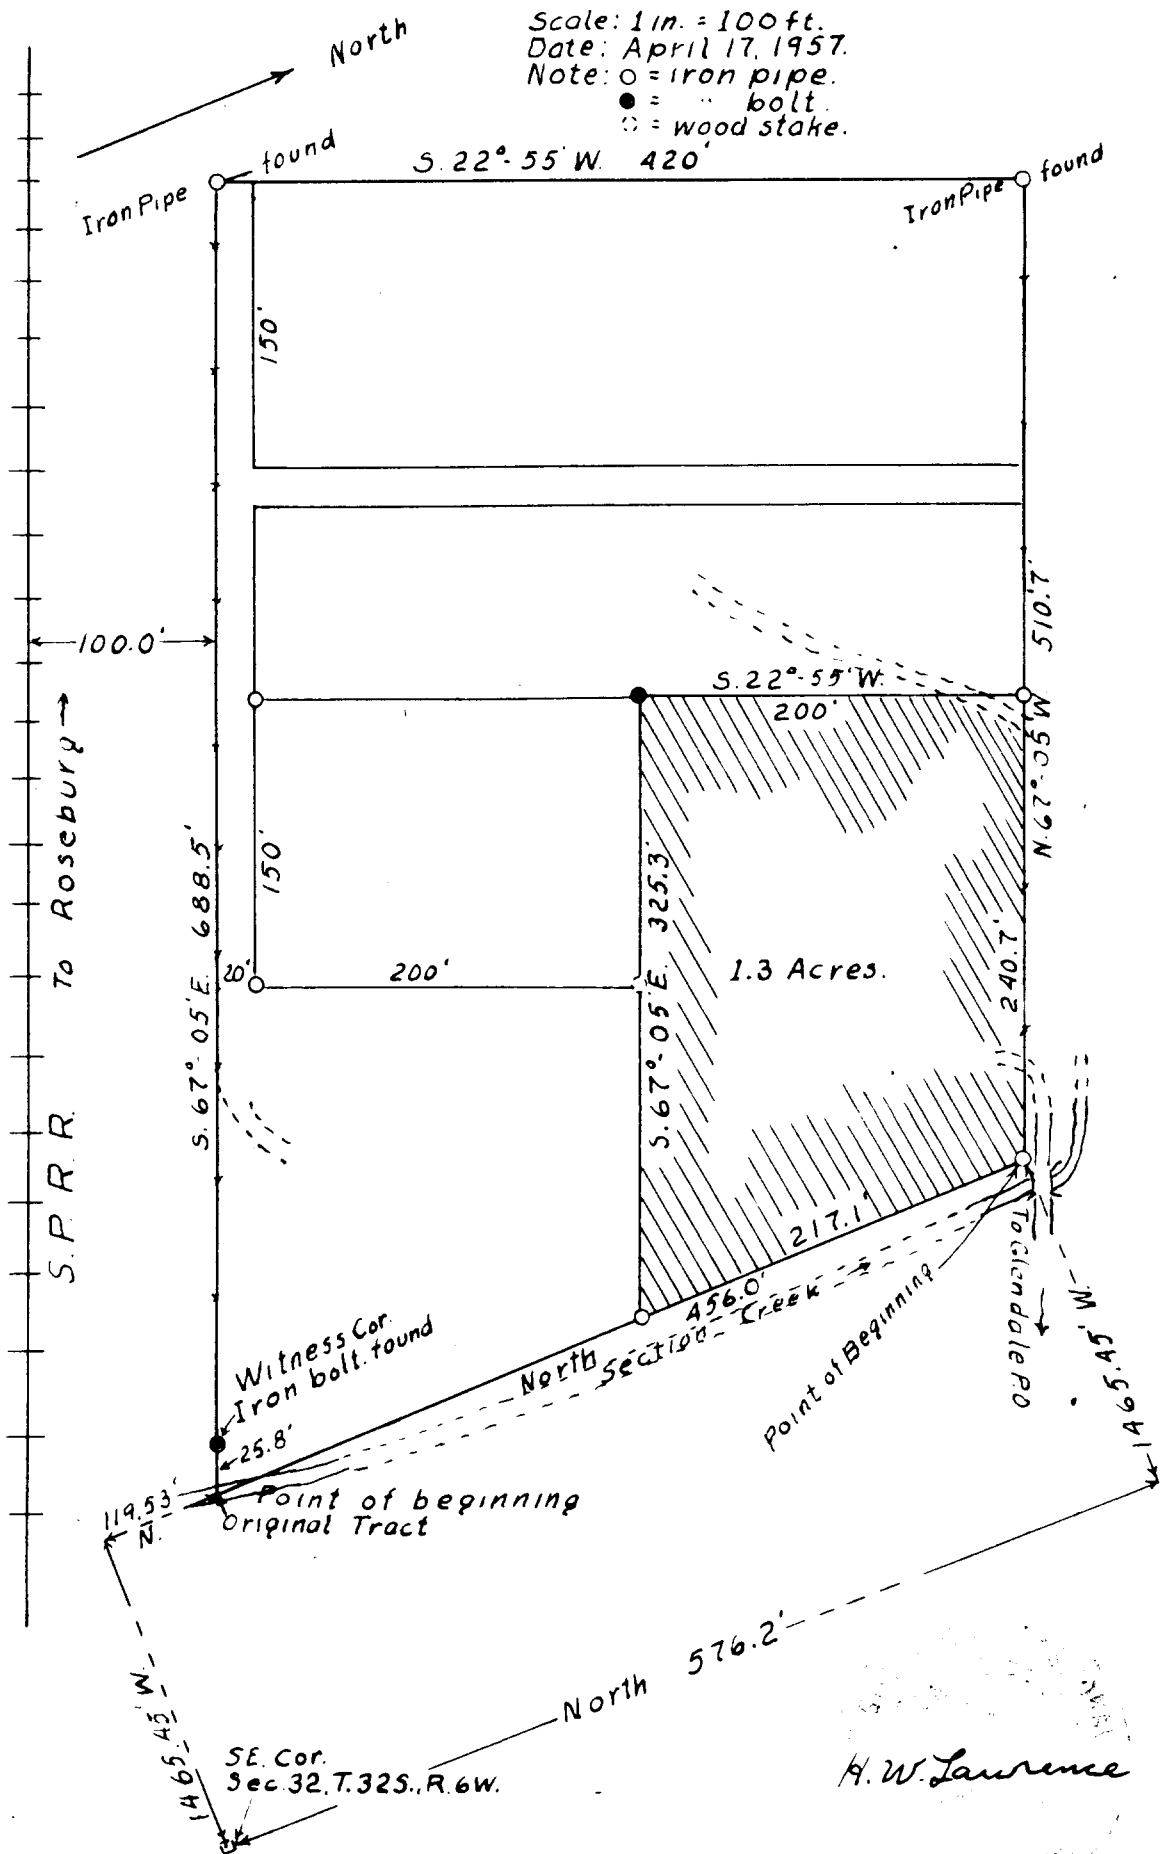 Scale: 1 in. = 100 ft.
Date: April 17, 1957.
Note: ○ = iron pipe.
● = " bolt.
◌ = wood stake.
North
found
Iron Pipe
S. 22°-55' W. 420'
found
Iron Pipe
150'
510.7'
100.0'
S. 22°-55' W.
200'
N. 67°-05' W
S.P.R.R. To Roseburg →
S. 67°-05' E. 688.5'
150'
S. 67°-05' E. 325.3'
1.3 Acres.
240.7'
20'
200'
217.1'
456.0'
North
Section Creek
Point of Beginning
To Glendale P.O
1465.45' W
Witness Cor.
Iron bolt. found
25.8'
119.53'
N.
Point of beginning
Original Tract
North 576.2'
1465.45' W
SE. Cor.
Sec. 32, T. 32S., R. 6W.
H. W. Lawrence